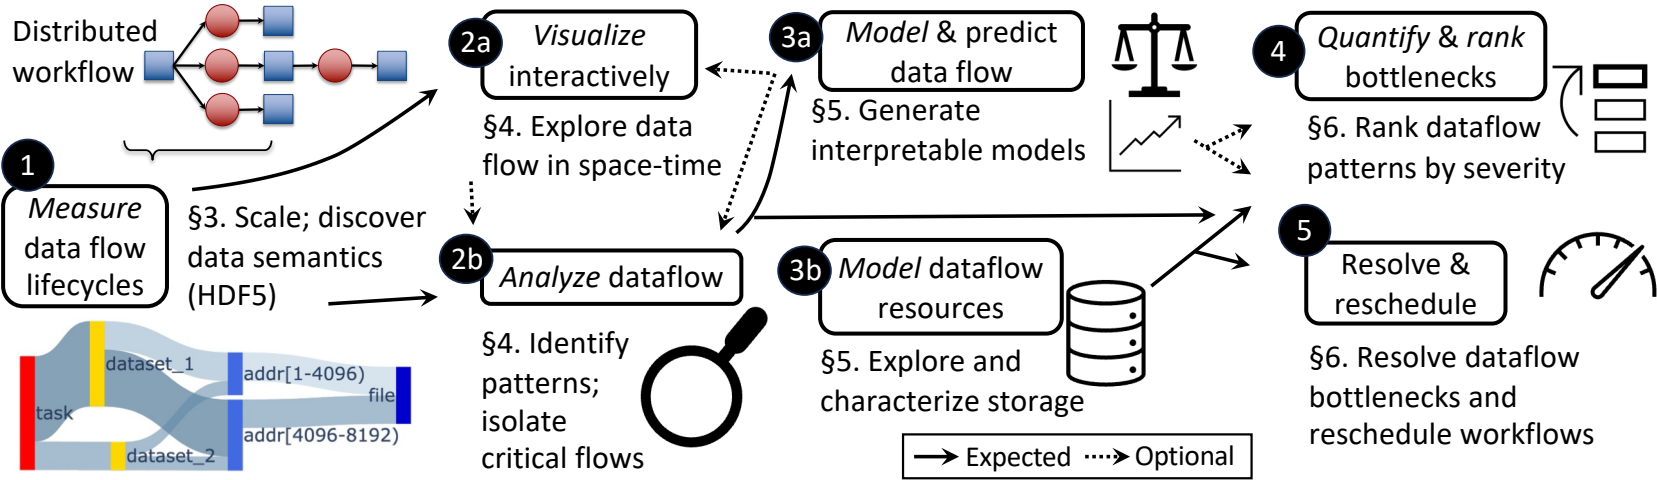 Distributed
workflow
1
Measure
data flow
lifecycles
§3. Scale; discover
data semantics
(HDF5)
task
dataset_1
dataset_2
addr[1-4096)
addr[4096-8192)
file
2a
Visualize
interactively
§4. Explore data
flow in space-time
2b
Analyze dataflow
§4. Identify
patterns;
isolate
critical flows
3a
Model & predict
data flow
§5. Generate
interpretable models
3b
Model dataflow
resources
§5. Explore and
characterize storage
4
Quantify & rank
bottlenecks
§6. Rank dataflow
patterns by severity
5
Resolve &
reschedule
§6. Resolve dataflow
bottlenecks and
reschedule workflows
Expected
Optional